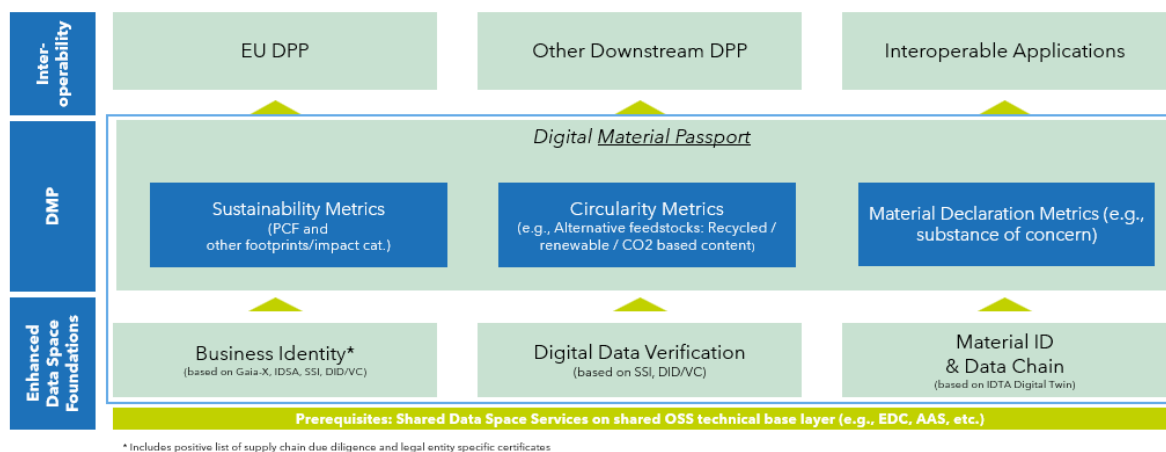 Inter-
operability
EU DPP
Other Downstream DPP
Interoperable Applications
DMP
Digital Material Passport
Sustainability Metrics
(PCF and
other footprints/impact cat.)
Circularity Metrics
(e.g., Alternative feedstocks: Recycled /
renewable / CO2 based content)
Material Declaration Metrics (e.g.,
substance of concern)
Enhanced
Data Space
Foundations
Business Identity*
(based on Gaia-X, IDSA, SSI, DID/VC)
Digital Data Verification
(based on SSI, DID/VC)
Material ID
& Data Chain
(based on IDTA Digital Twin)
Prerequisites: Shared Data Space Services on shared OSS technical base layer (e.g., EDC, AAS, etc.)
* Includes positive list of supply chain due diligence and legal entity specific certificates